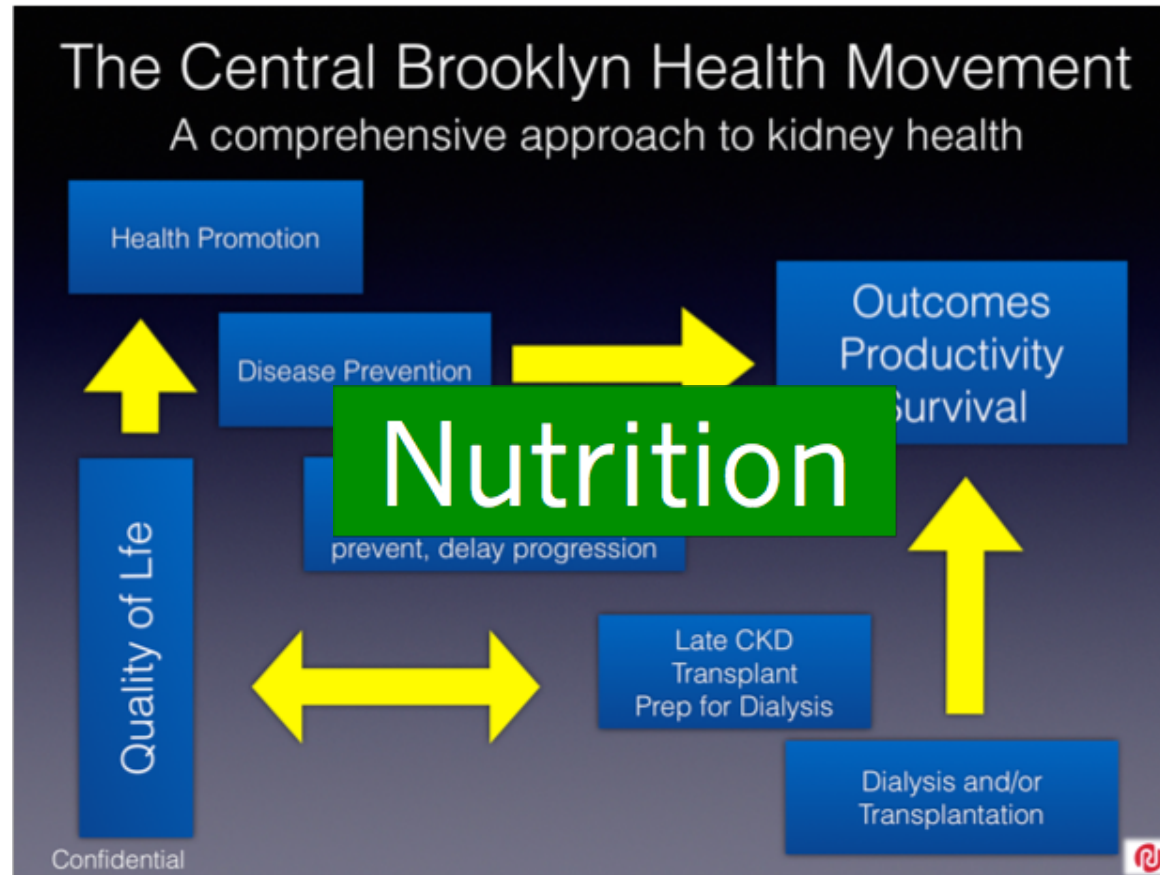 The Central Brooklyn Health Movement
A comprehensive approach to kidney health
Health Promotion
Disease Prevention
Outcomes
Productivity
Survival
Nutrition
prevent, delay progression
Quality of Lfe
Late CKD
Transplant
Prep for Dialysis
Dialysis and/or
Transplantation
Confidential